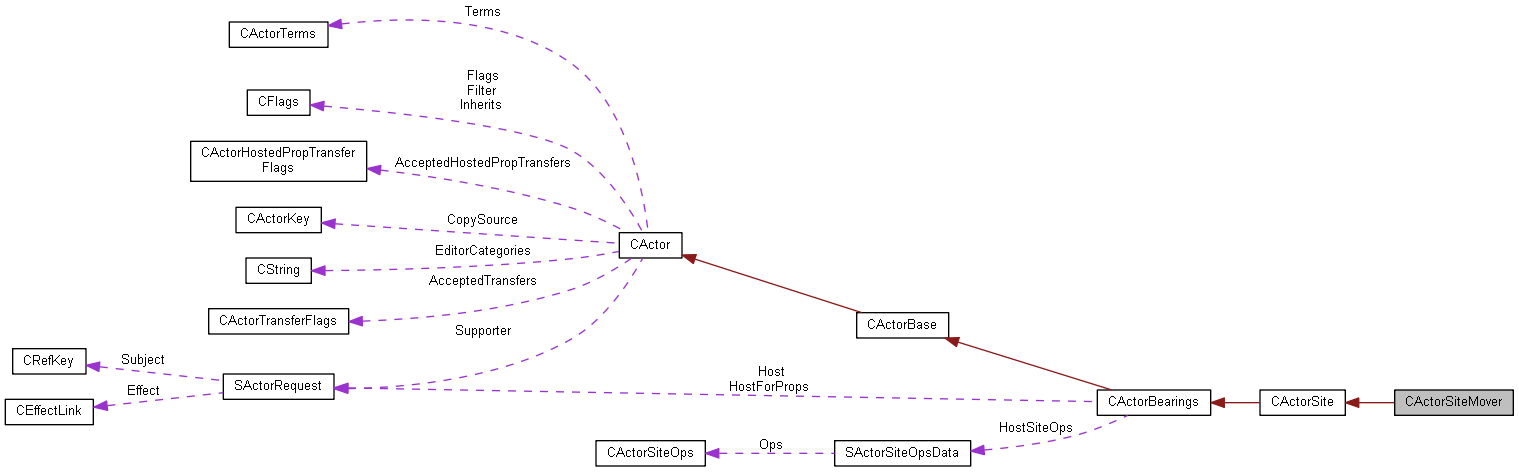 Terms
CActorTerms
Flags
Filter
Inherits
CFlags
CActorHostedPropTransfer
Flags
AcceptedHostedPropTransfers
CActorKey
CopySource
CActor
EditorCategories
CString
AcceptedTransfers
CActorTransferFlags
CActorBase
Supporter
CRefKey
Subject
Host
HostForProps
SActorRequest
Effect
CEffectLink
CActorBearings
CActorSite
CActorSiteMover
HostSiteOps
CActorSiteOps
Ops
SActorSiteOpsData